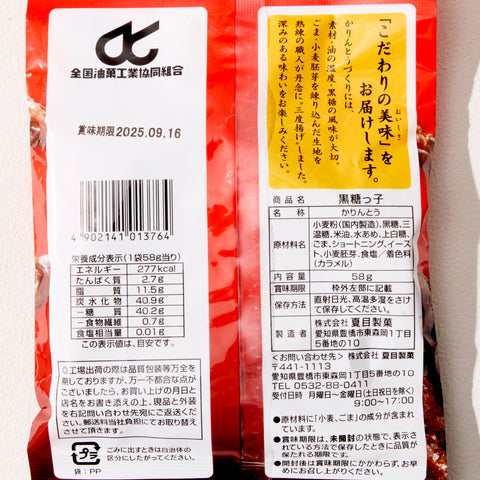 全国油菓工業協同組合
賞味期限2025.09.16
4902141013764
栄養成分表示(1袋58g当り)
エネルギー 277kcal
たんぱく質 2.7g
脂質 11.5g
炭水化物 40.9g
−糖質 40.2g
−食物繊維 0.7g
食塩相当量 0.01g
この表示値は、目安です。
◎工場出荷の際は品質包装等万全を
期しておりますが、万一不都合な点が
ございましたら、お買い上げの月日と
店名をお書き添えの上、現品と外装
を右記問い合わせ先宛にご返送くだ
さい。郵送料当社負担にてお取り替え
させて頂きます。
プラ
袋:PP
ごみに出すときは自治体の
区分にしたがってください。
「こだわりの美味」を
おいしさ
お届けします。
かりんとうづくりには、
素材・油の温度・黒糖の風味が大切。
ごま・小麦胚芽を練り込んだ生地を
熟練の職人が丹念に“三度揚げ”しました。
深みのある味わいをお楽しみください。
商品名 黒糖っ子
名称 かりんとう
原材料名 小麦粉(国内製造)、黒糖、三
温糖、米油、水あめ、上白糖、
ごま、ショートニング、イース
ト、小麦胚芽、食塩/着色料
(カラメル)
内容量 58g
賞味期限 枠外左部に記載
保存方法 直射日光、高温多湿をさけ
て保存してください。
製造者 株式会社 夏目製菓
愛知県豊橋市東森岡1丁目
5番地の10
<お問い合わせ先> 株式会社 夏目製菓
〒441-1113
愛知県豊橋市東森岡1丁目5番地の10
TEL 0532-88-0411
受付時間 月曜日〜金曜日(土日祝日を除く)
9:00〜17:00
●原材料に「小麦、ごま」の成分が含まれ
ています。
●賞味期限は、未開封の状態で、表示さ
れている方法で保存したときに品質が
保たれる期限です。
●開封後は賞味期限にかかわらず、お早
めにお召し上がりください。